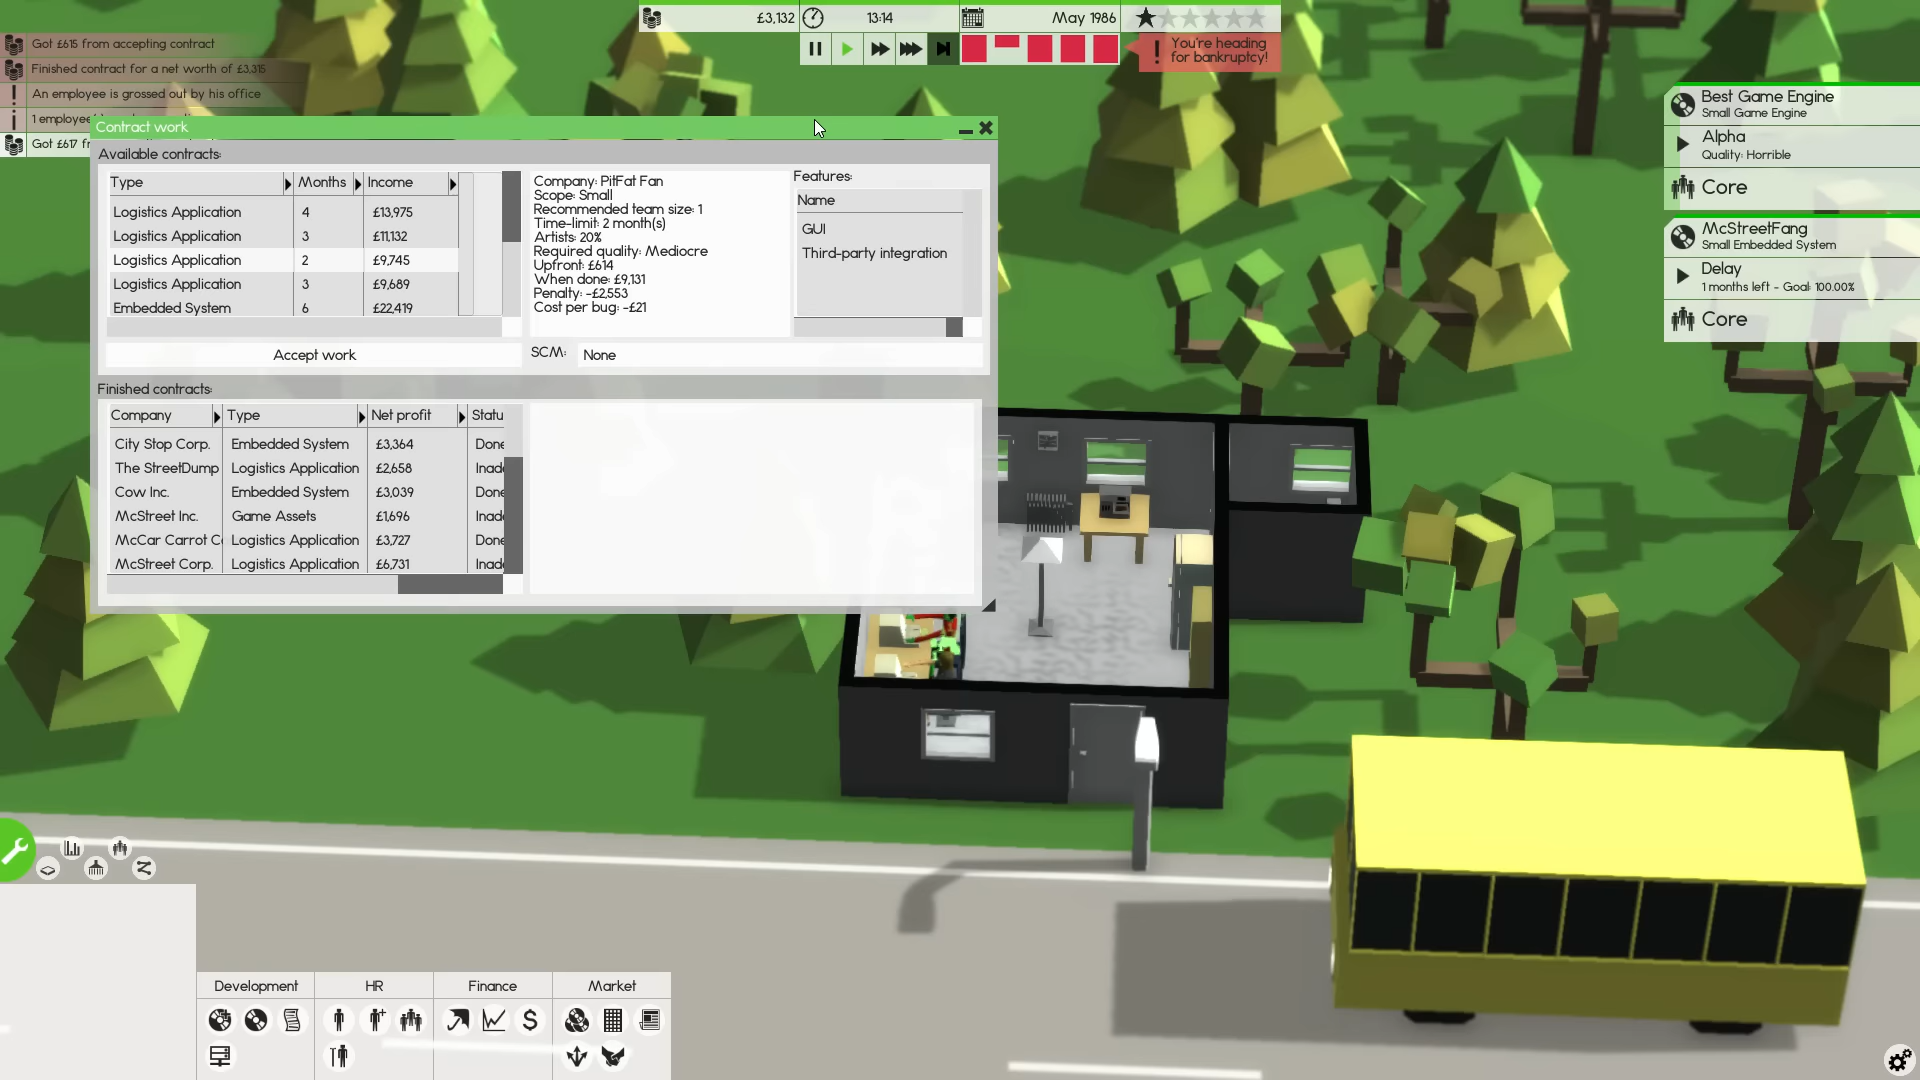 £3,132
13:14
May 1986
You're heading
for bankruptcy!
Got £615 from accepting contract
Finished contract for a net worth of £3,315
An employee is grossed out by his office
1 employee
Got £617 fr
Contract work
Available contracts:
Type Months Income
Logistics Application 4 £13,975
Logistics Application 3 £11,132
Logistics Application 2 £9,745
Logistics Application 3 £9,689
Embedded System 6 £22,419
Accept work
Company: PitFat Fan
Scope: Small
Recommended team size: 1
Time-limit: 2 month(s)
Artists: 20%
Required quality: Mediocre
Upfront: £614
When done: £9,131
Penalty: -£2,553
Cost per bug: -£21
Features:
Name
GUI
Third-party integration
SCM: None
Finished contracts:
Company Type Net profit Statu
City Stop Corp. Embedded System £3,364 Done
The StreetDump Logistics Application £2,658 Inad
Cow Inc. Embedded System £3,039 Done
McStreet Inc. Game Assets £1,696 Inad
McCar Carrot C Logistics Application £3,727 Done
McStreet Corp. Logistics Application £6,731 Inad
Best Game Engine
Small Game Engine
Alpha
Quality: Horrible
Core
McStreetFang
Small Embedded System
Delay
1 months left - Goal: 100.00%
Core
Development HR Finance Market